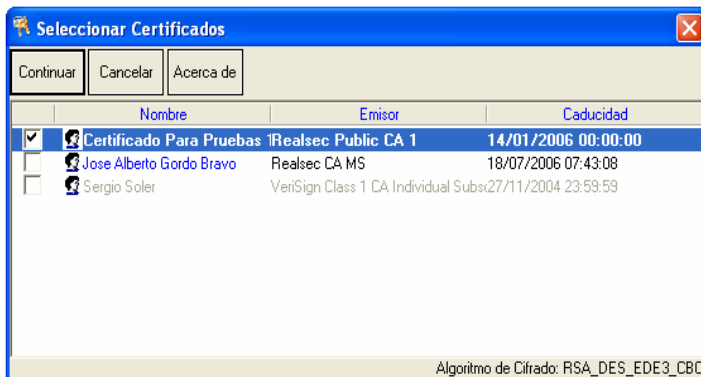 Seleccionar Certificados
Continuar Cancelar Acerca de
Nombre Emisor Caducidad
Certificado Para Pruebas 1 Realsec Public CA 1 14/01/2006 00:00:00
Jose Alberto Gordo Bravo Realsec CA MS 18/07/2006 07:43:08
Sergio Soler VeriSign Class 1 CA Individual Subsc 27/11/2004 23:59:59
Algoritmo de Cifrado: RSA_DES_EDE3_CBC